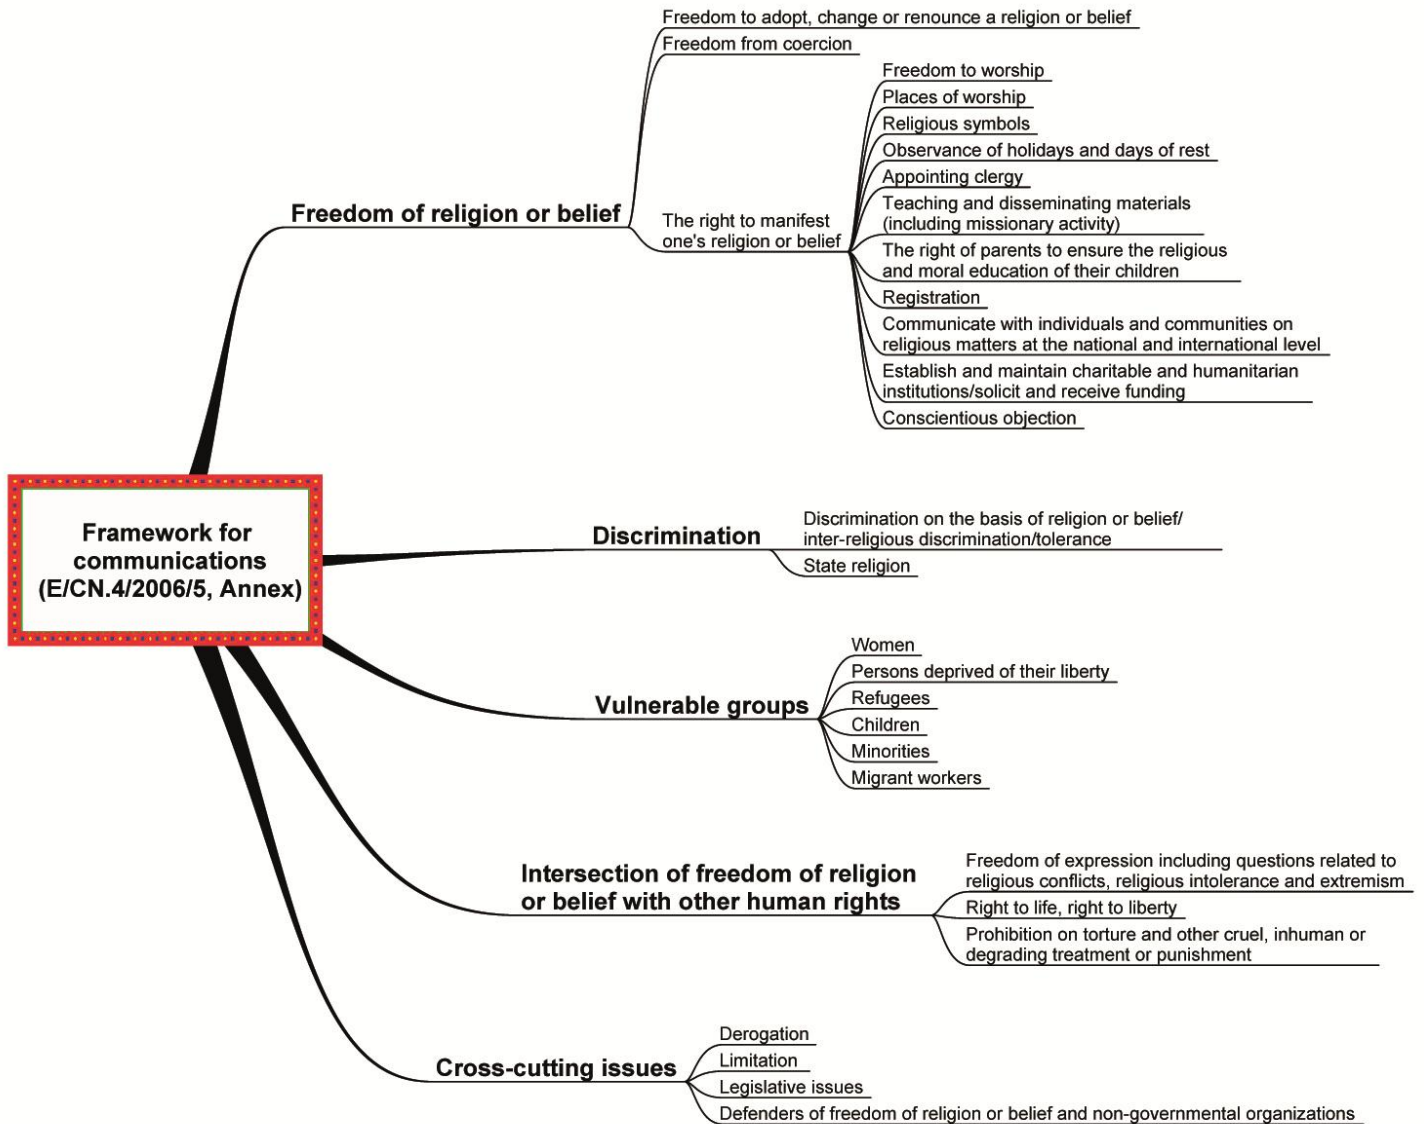 Freedom to adopt, change or renounce a religion or belief
Freedom from coercion
Freedom to worship
Places of worship
Religious symbols
Observance of holidays and days of rest
Appointing clergy
Freedom of religion or belief
The right to manifest
one's religion or belief
Teaching and disseminating materials
(including missionary activity)
The right of parents to ensure the religious
and moral education of their children
Registration
Communicate with individuals and communities on
religious matters at the national and international level
Establish and maintain charitable and humanitarian
institutions/solicit and receive funding
Conscientious objection
Framework for
communications
(E/CN.4/2006/5, Annex)
Discrimination
Discrimination on the basis of religion or belief/
inter-religious discrimination/tolerance
State religion
Vulnerable groups
Women
Persons deprived of their liberty
Refugees
Children
Minorities
Migrant workers
Intersection of freedom of religion
or belief with other human rights
Freedom of expression including questions related to
religious conflicts, religious intolerance and extremism
Right to life, right to liberty
Prohibition on torture and other cruel, inhuman or
degrading treatment or punishment
Cross-cutting issues
Derogation
Limitation
Legislative issues
Defenders of freedom of religion or belief and non-governmental organizations